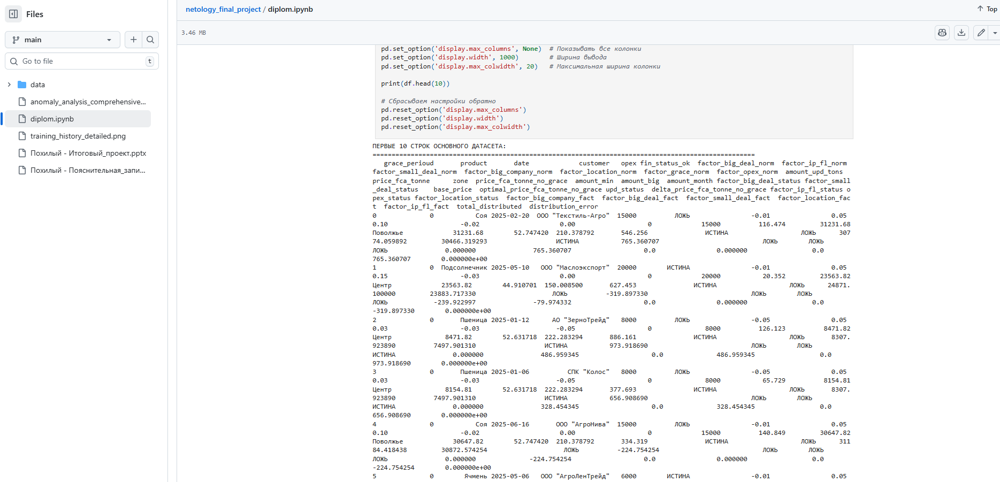 Files
main
Go to file
t
data
anomaly_analysis_comprehensive...
diplom.ipynb
training_history_detailed.png
Похилый - Итоговый_проект.pptx
Похилый - Пояснительная_запи...
netology_final_project / diplom.ipynb
Top
3.46 MB
pd.set_option('display.max_columns', None)  # Показывать все колонки
pd.set_option('display.width', 1000)        # Ширина вывода
pd.set_option('display.max_colwidth', 20)   # Максимальная ширина колонки
print(df.head(10))
# Сбрасываем настройки обратно
pd.reset_option('display.max_columns')
pd.reset_option('display.width')
pd.reset_option('display.max_colwidth')
ПЕРВЫЕ 10 СТРОК ОСНОВНОГО ДАТАСЕТА:
====================================================================================================
grace_perioud product date customer opex fin_status_ok factor_big_deal_norm factor_ip_fl_norm
factor_small_deal_norm factor_big_company_norm factor_location_norm factor_grace_norm factor_opex_norm amount_upd_tons
price_fca_tonne zone price_fca_tonne_no_grace amount_min amount_big amount_month factor_big_deal_status factor_small
_deal_status base_price optimal_price_fca_tonne_no_grace upd_status delta_price_fca_tonne_no_grace factor_ip_fl_status o
pex_status factor_location_status factor_big_company_fact factor_big_deal_fact factor_small_deal_fact factor_location_fac
t factor_ip_fl_fact total_distributed distribution_error
0 0 Соя 2025-02-20 ООО "Текстиль-Агро" 15000 ЛОЖЬ -0.01 0.05
0.10 -0.02 0.00 0 15000 116.474 31231.68
Поволжье 31231.68 52.747420 210.378792 546.256 ИСТИНА ЛОЖЬ 307
74.059892 30466.319293 ИСТИНА 765.360707 ЛОЖЬ ЛОЖЬ
ЛОЖЬ 0.000000 765.360707 0.0 0.000000 0.0
765.360707 0.000000e+00
1 0 Подсолнечник 2025-05-10 ООО "Маслоэкспорт" 20000 ИСТИНА -0.01 0.05
0.15 -0.03 0.00 0 20000 20.352 23563.82
Центр 23563.82 44.910701 150.008500 627.453 ИСТИНА ЛОЖЬ 24871.
100000 23883.717330 ЛОЖЬ -319.897330 ЛОЖЬ ЛОЖЬ
ЛОЖЬ -239.922997 -79.974332 0.0 0.000000 0.0
-319.897330 0.000000e+00
2 0 Пшеница 2025-01-12 АО "ЗерноТрейд" 8000 ЛОЖЬ -0.05 0.05
0.03 -0.03 -0.05 0 8000 126.123 8471.82
Центр 8471.82 52.631718 222.283294 886.161 ИСТИНА ЛОЖЬ 8307.
923890 7497.901310 ИСТИНА 973.918690 ЛОЖЬ ЛОЖЬ
ИСТИНА 0.000000 486.959345 0.0 486.959345 0.0
973.918690 0.000000e+00
3 0 Пшеница 2025-01-06 СПК "Колос" 8000 ЛОЖЬ -0.05 0.05
0.03 -0.03 -0.05 0 8000 65.729 8154.81
Центр 8154.81 52.631718 222.283294 377.693 ИСТИНА ЛОЖЬ 8307.
923890 7497.901310 ИСТИНА 656.908690 ЛОЖЬ ЛОЖЬ
ИСТИНА 0.000000 328.454345 0.0 328.454345 0.0
656.908690 0.000000e+00
4 0 Соя 2025-06-16 ООО "АгроНива" 15000 ЛОЖЬ -0.01 0.05
0.10 -0.02 0.00 0 15000 140.849 30647.82
Поволжье 30647.82 52.747420 210.378792 334.319 ИСТИНА ЛОЖЬ 311
84.418438 30872.574254 ЛОЖЬ -224.754254 ЛОЖЬ ЛОЖЬ
ЛОЖЬ 0.000000 -224.754254 0.0 0.000000 0.0
-224.754254 0.000000e+00
5 0 Ячмень 2025-05-06 ООО "АгроЛенТрейд" 6000 ИСТИНА -0.01 0.05